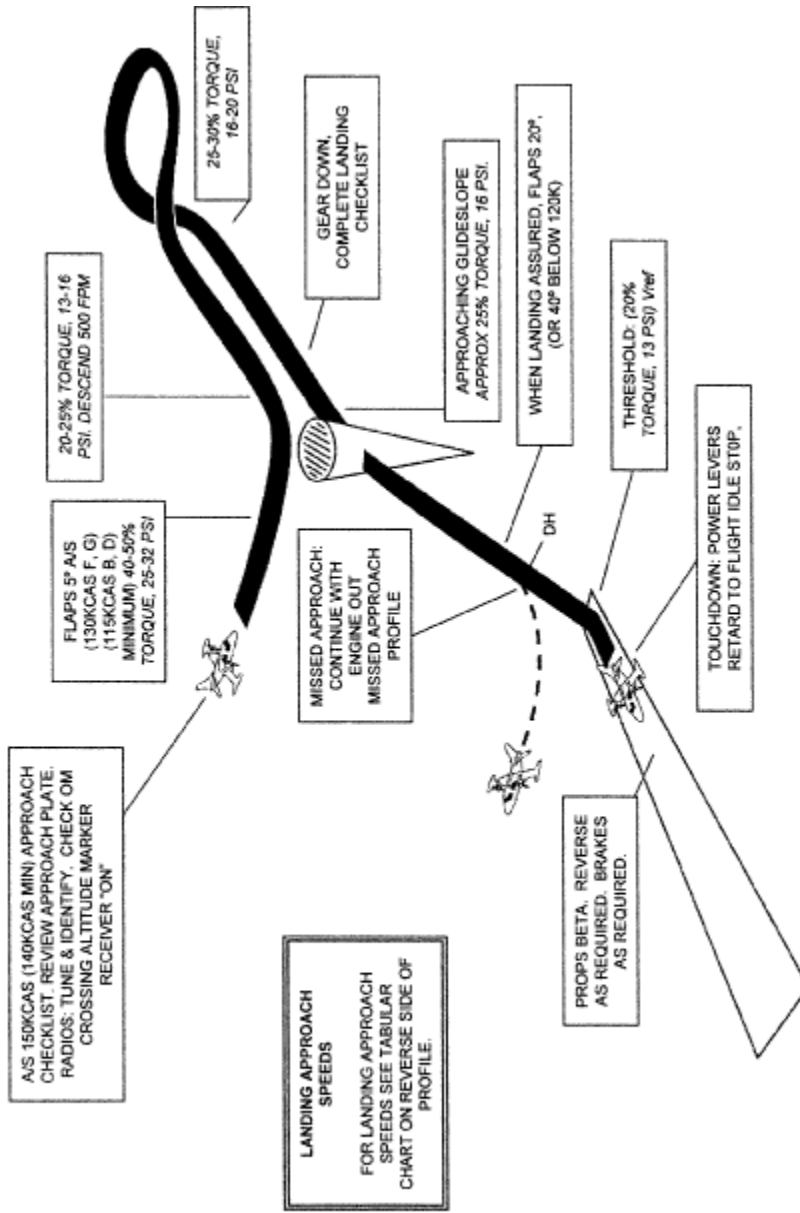 A/S 150KCAS (140KCAS MIN) APPROACH
CHECKLIST. REVIEW APPROACH PLATE.
RADIOS: TUNE & IDENTIFY. CHECK OM
CROSSING ALTITUDE MARKER
RECEIVER "ON"
FLAPS 5º A/S
(130KCAS F, G)
(115KCAS B, D)
MINIMUM) 40-50%
TORQUE, 25-32 PSI
20-25% TORQUE, 13-16
PSI. DESCEND 500 FPM
25-30% TORQUE,
16-20 PSI
GEAR DOWN,
COMPLETE LANDING
CHECKLIST
APPROACHING GLIDESLOPE
APPROX 25% TORQUE, 16 PSI.
WHEN LANDING ASSURED, FLAPS 20º,
(OR 40º BELOW 120K)
MISSED APPROACH:
CONTINUE WITH
ENGINE OUT
MISSED APPROACH
PROFILE
DH
THRESHOLD: (20%
TORQUE, 13 PSI) Vref
TOUCHDOWN: POWER LEVERS
RETARD TO FLIGHT IDLE STOP,
PROPS BETA. REVERSE
AS REQUIRED. BRAKES
AS REQUIRED.
LANDING APPROACH
SPEEDS
FOR LANDING APPROACH
SPEEDS SEE TABULAR
CHART ON REVERSE SIDE OF
PROFILE.